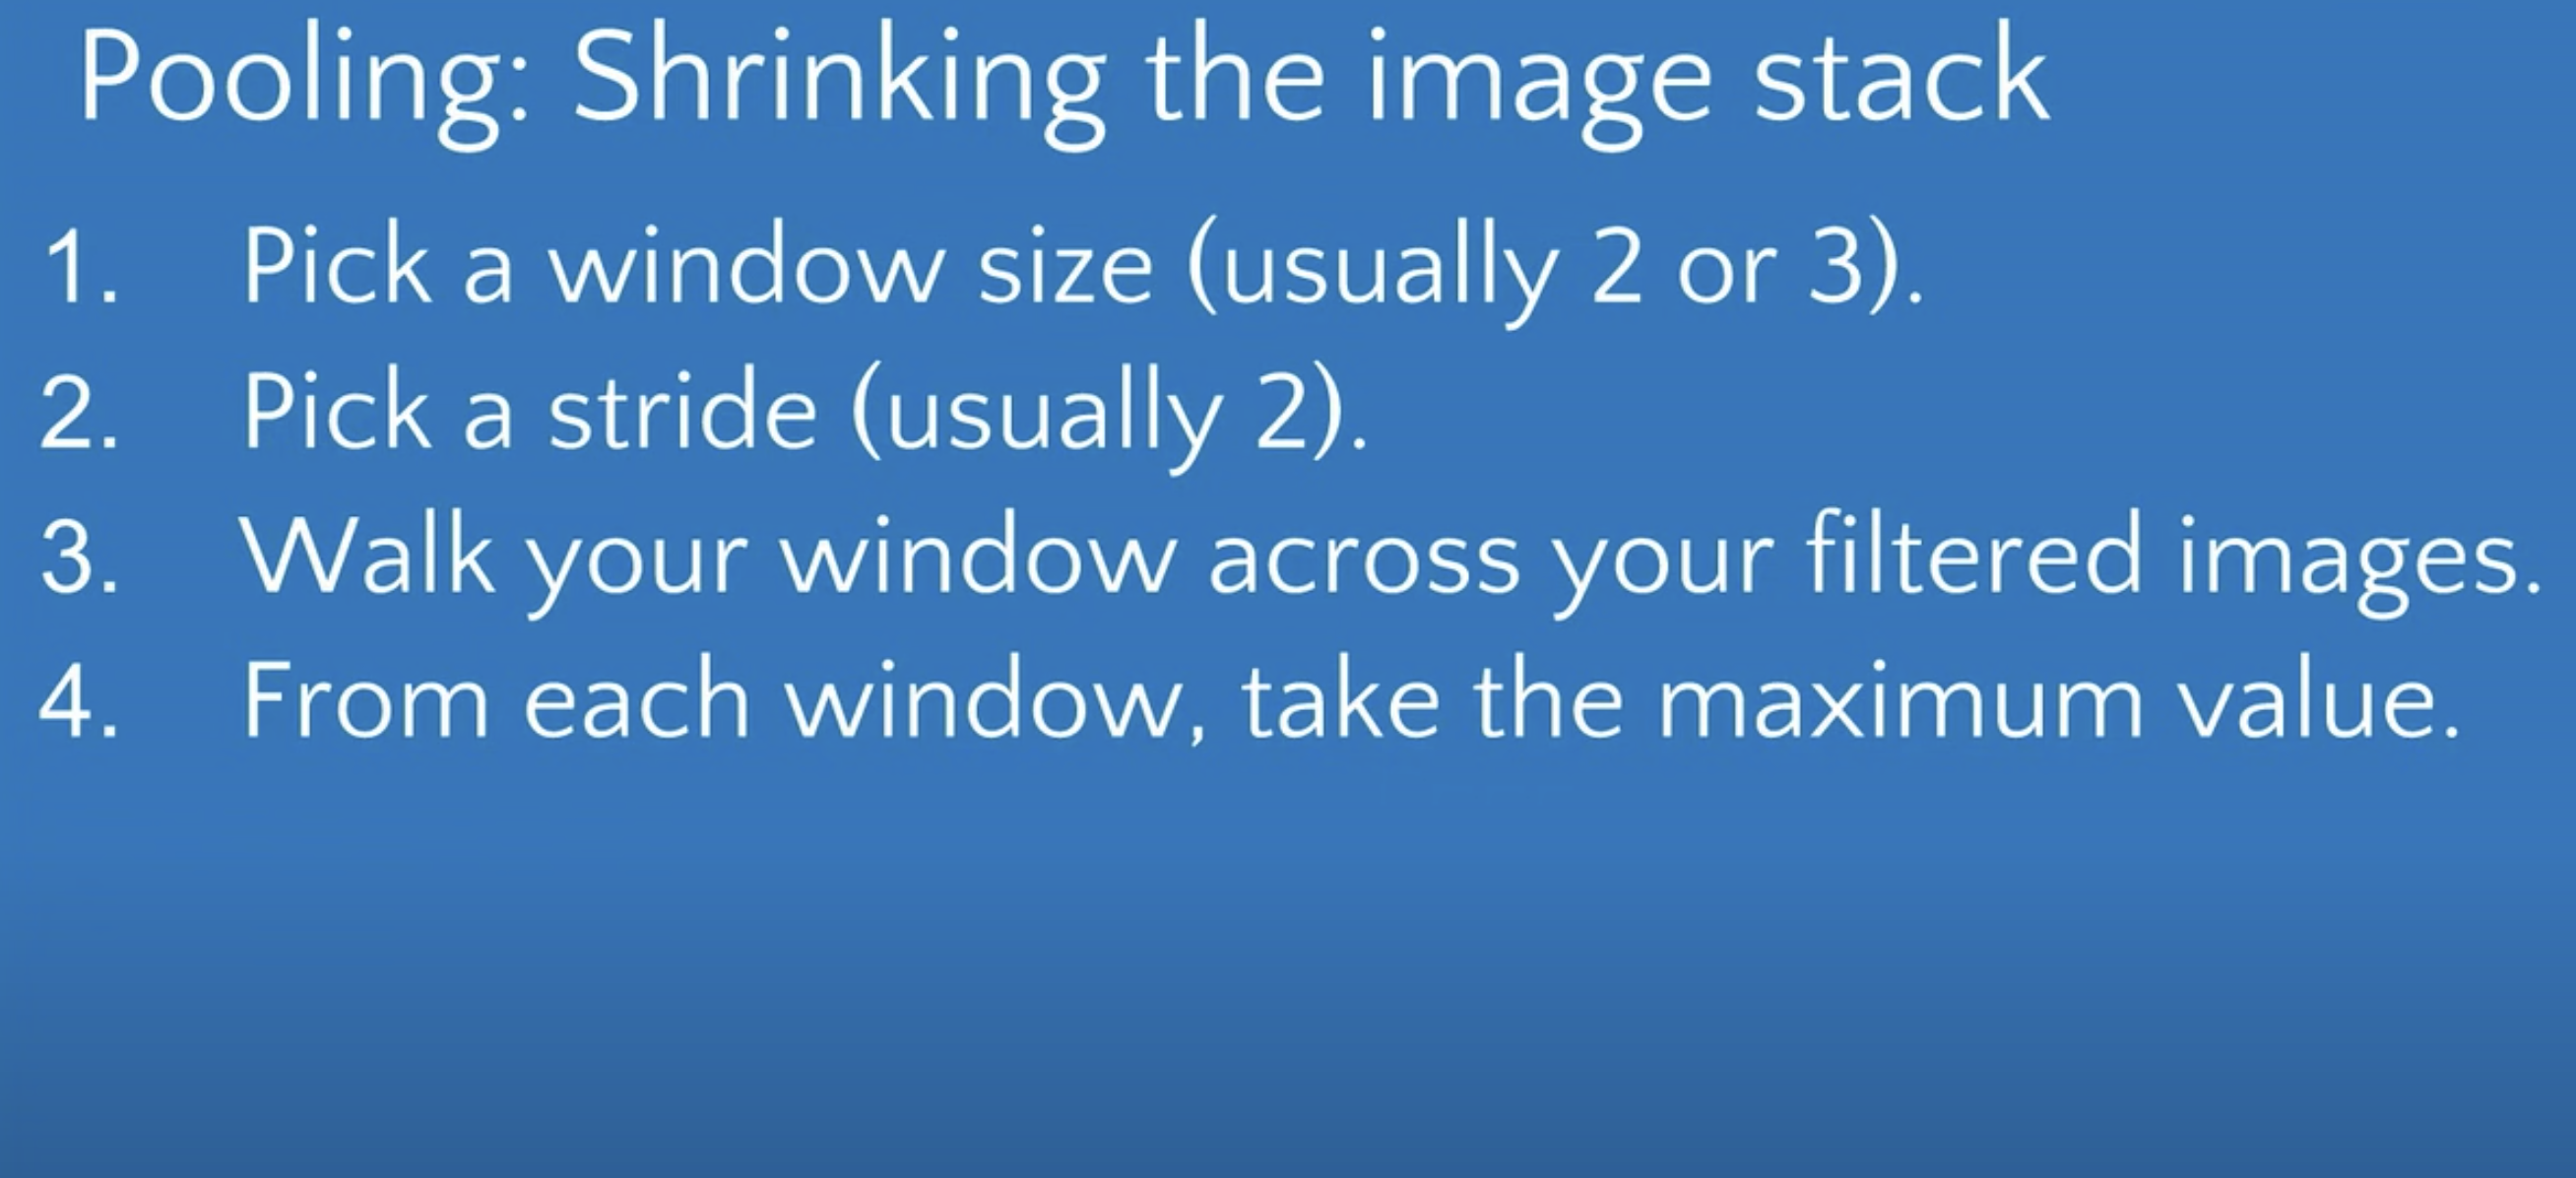 Pooling: Shrinking the image stack
1. Pick a window size (usually 2 or 3).
2. Pick a stride (usually 2).
3. Walk your window across your filtered images.
4. From each window, take the maximum value.